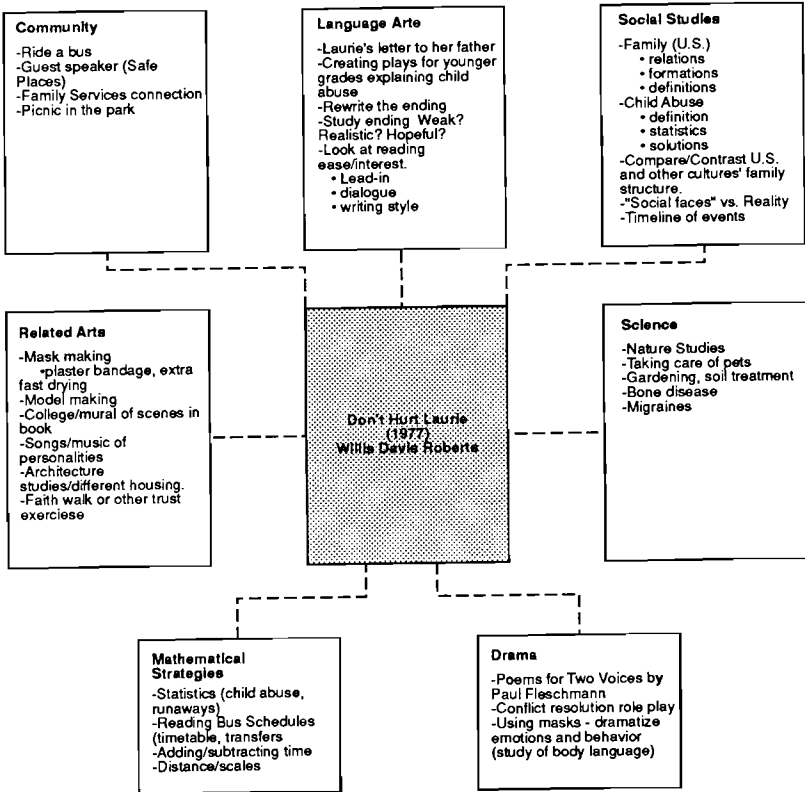 Community
-Ride a bus
-Guest speaker (Safe
Places)
-Family Services connection
-Picnic in the park
Language Arte
-Laurie's letter to her father
-Creating plays for younger
grades explaining child
abuse
-Rewrite the ending
-Study ending Weak?
Realistic? Hopeful?
-Look at reading
ease/interest.
• Lead-in
• dialogue
• writing style
Social Studies
-Family (U.S.)
• relations
• formations
• definitions
-Child Abuse
• definition
• statistics
• solutions
-Compare/Contrast U.S.
and other cultures' family
structure.
-"Social faces" vs. Reality
-Timeline of events
Related Arts
-Mask making
•plaster bandage, extra
fast drying
-Model making
-College/mural of scenes in
book
-Songs/music of
personalities
-Architecture
studies/different housing.
-Faith walk or other trust
exerciese
Don't Hurt Laurie
(1977)
Willis Davie Roberts
Science
-Nature Studies
-Taking care of pets
-Gardening, soil treatment
-Bone disease
-Migraines
Mathematical
Strategies
-Statistics (child abuse,
runaways)
-Reading Bus Schedules
(timetable, transfers
-Adding/subtracting time
-Distance/scales
Drama
-Poems for Two Voices by
Paul Fleschmann
-Conflict resolution role play
-Using masks - dramatize
emotions and behavior
(study of body language)